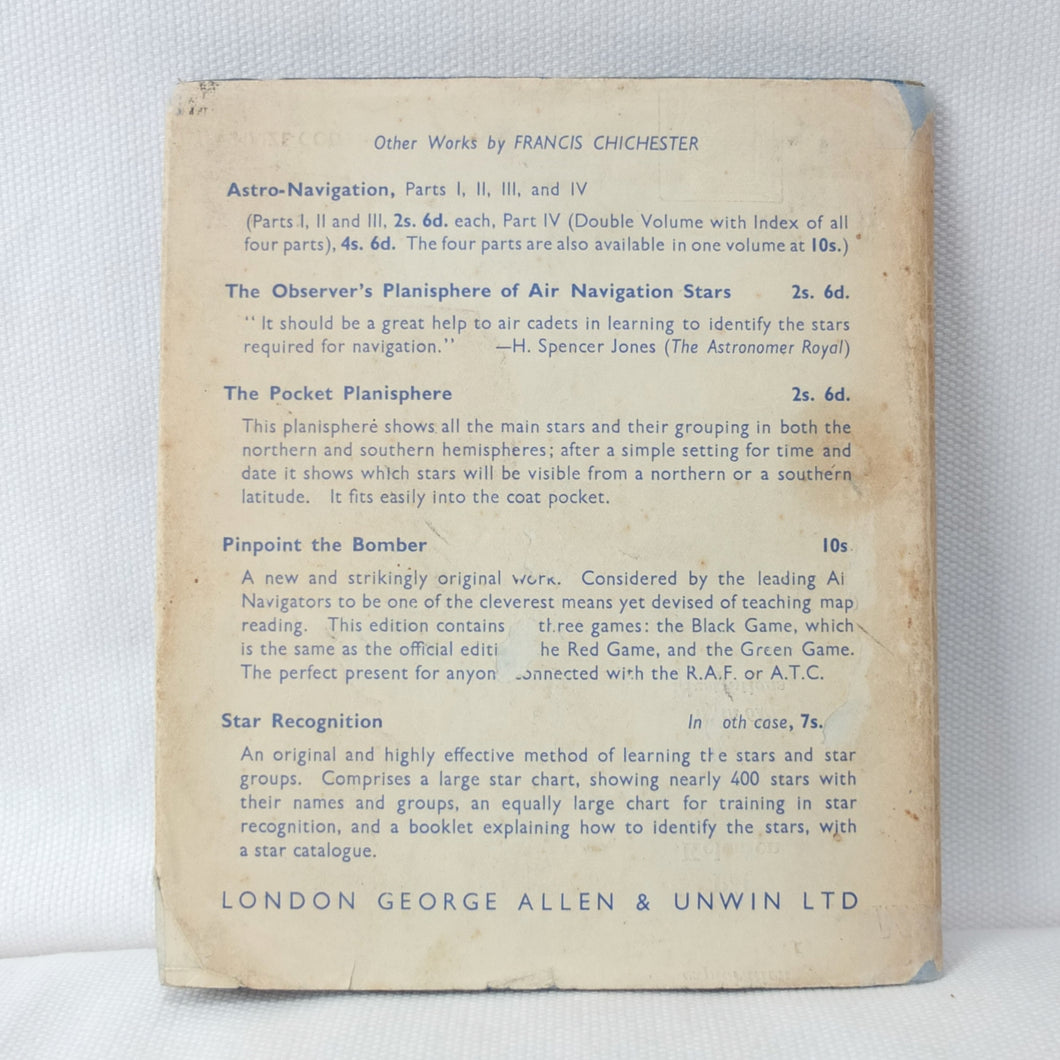 Other Works by FRANCIS CHICHESTER
Astro-Navigation, Parts I, II, III, and IV
(Parts I, II and III, 2s. 6d. each, Part IV (Double Volume with Index of all
four parts), 4s. 6d. The four parts are also available in one volume at 10s.)
The Observer's Planisphere of Air Navigation Stars 2s. 6d.
"It should be a great help to air cadets in learning to identify the stars
required for navigation." —H. Spencer Jones (The Astronomer Royal)
The Pocket Planisphere 2s. 6d.
This planisphere shows all the main stars and their grouping in both the
northern and southern hemispheres; after a simple setting for time and
date it shows which stars will be visible from a northern or a southern
latitude. It fits easily into the coat pocket.
Pinpoint the Bomber 10s
A new and strikingly original work. Considered by the leading Ai
Navigators to be one of the cleverest means yet devised of teaching map
reading. This edition contains three games: the Black Game, which
is the same as the official editi he Red Game, and the Green Game.
The perfect present for anyon connected with the R.A.F. or A.T.C.
Star Recognition In oth case, 7s.
An original and highly effective method of learning the stars and star
groups. Comprises a large star chart, showing nearly 400 stars with
their names and groups, an equally large chart for training in star
recognition, and a booklet explaining how to identify the stars, with
a star catalogue.
LONDON GEORGE ALLEN & UNWIN LTD